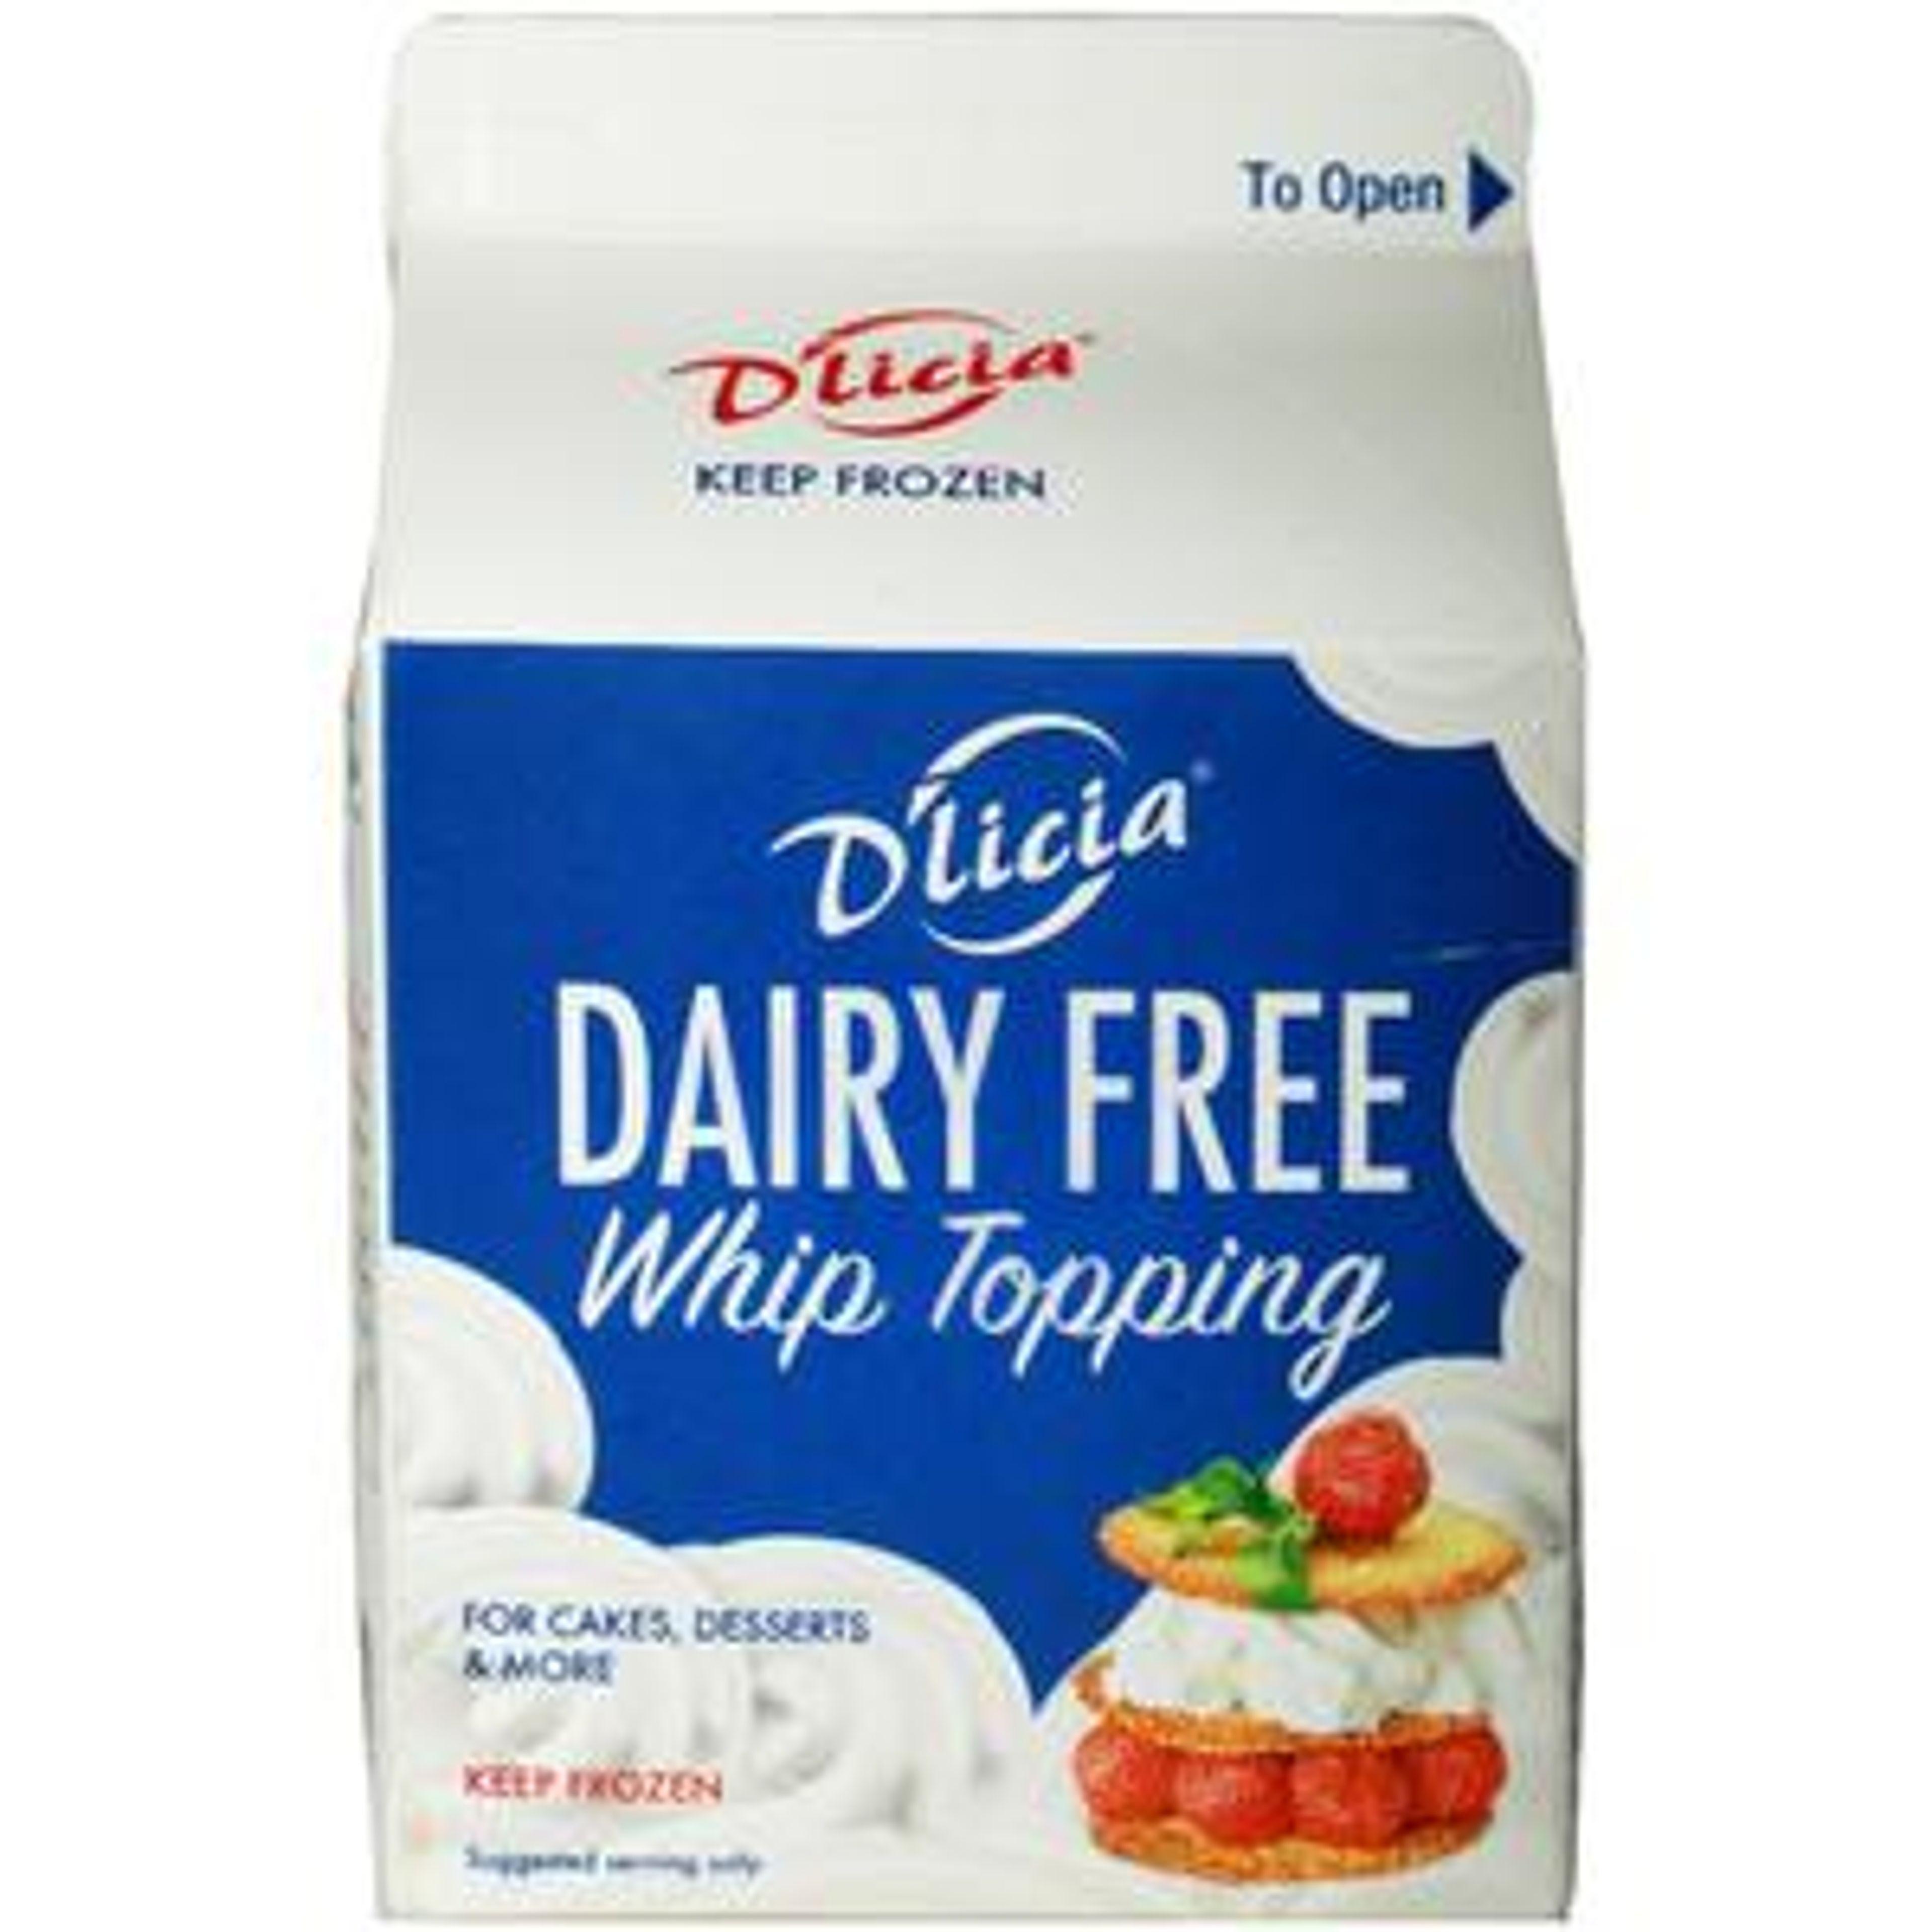 To Open
D'licia
KEEP FROZEN
D'licia
DAIRY FREE
Whip Topping
FOR CAKES, DESSERTS
& MORE
KEEP FROZEN
Suggested serving only